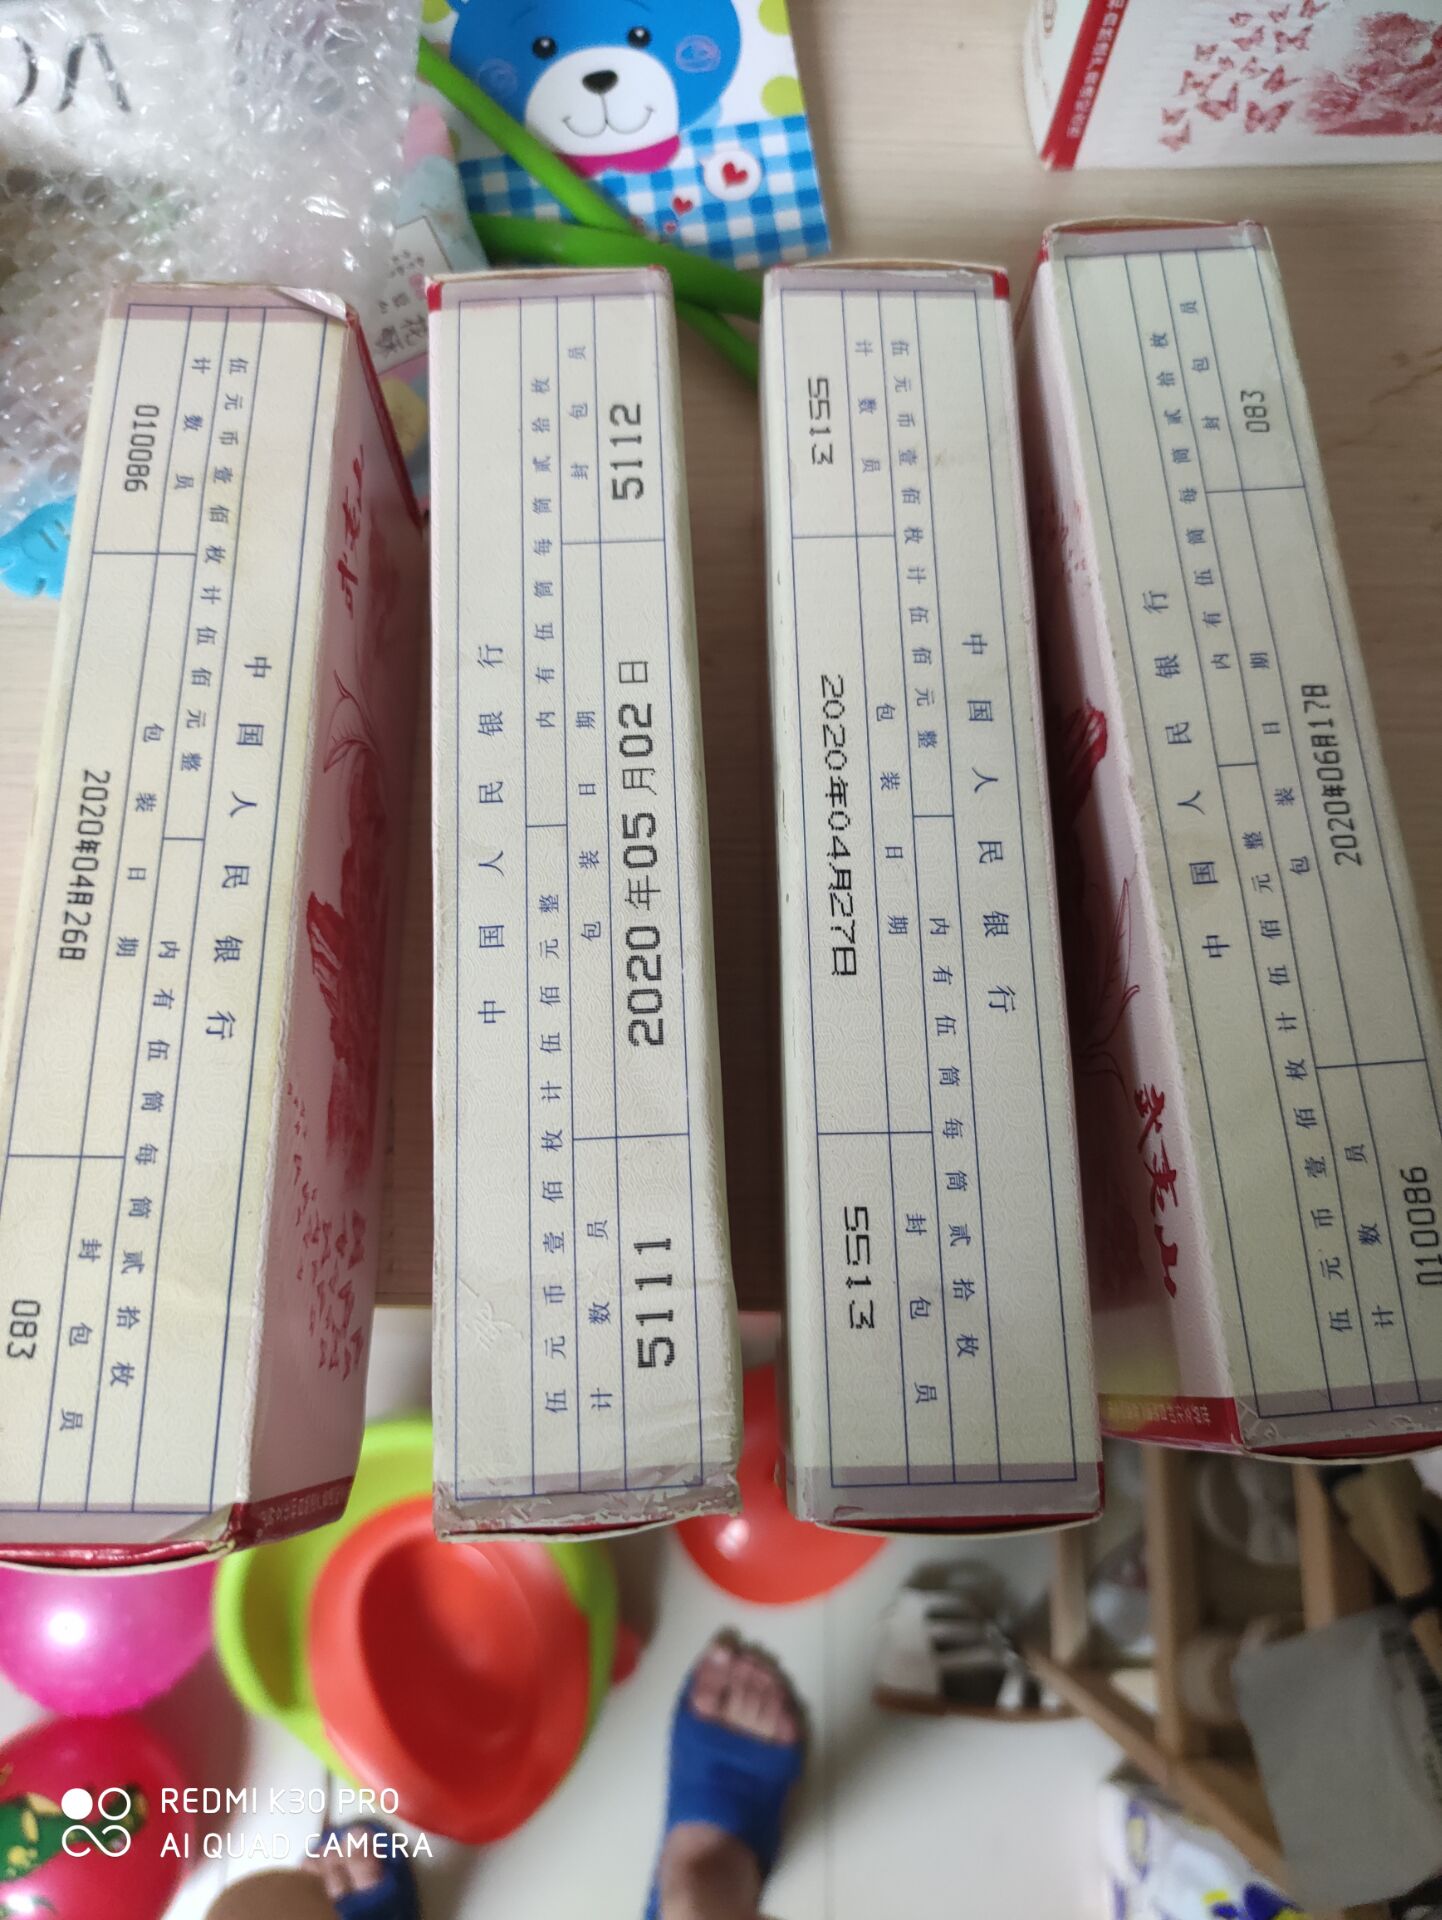 中国人民银行
伍元币壹佰枚计伍佰元整 内有伍筒每筒贰拾枚
计数员 包装日期 封包员
010086 2020年04月26日 083
中国人民银行
伍元币壹佰枚计伍佰元整 内有伍筒每筒贰拾枚
计数员 包装日期 封包员
5111 2020年05月02日 5112
中国人民银行
伍元币壹佰枚计伍佰元整 内有伍筒每筒贰拾枚
计数员 包装日期 封包员
5513 2020年04月27日 5513
中国人民银行
伍元币壹佰枚计伍佰元整 内有伍筒每筒贰拾枚
计数员 包装日期 封包员
010086 2020年06月17日 083
武夷山
REDMI K30 PRO
AI QUAD CAMERA